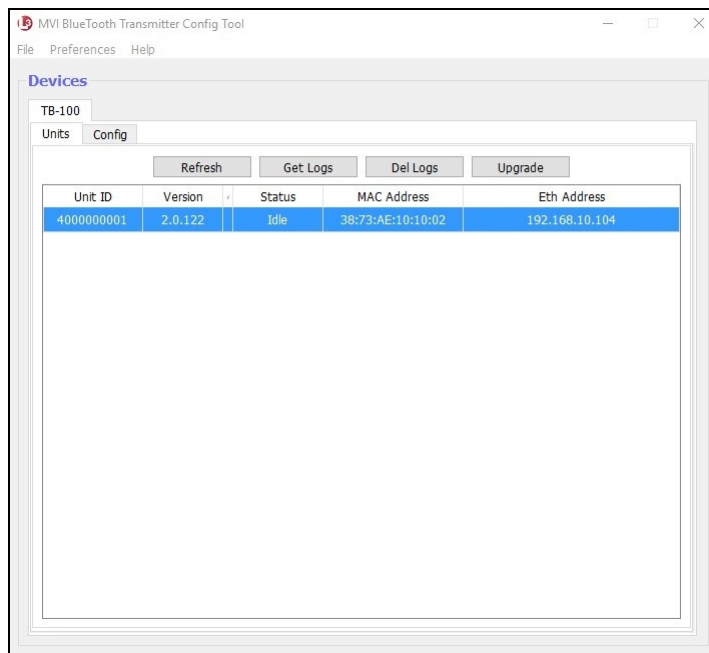 MVI BlueTooth Transmitter Config Tool
File Preferences Help
Devices
TB-100
Units Config
Refresh Get Logs Del Logs Upgrade
Unit ID Version Status MAC Address Eth Address
4000000001 2.0.122 Idle 38:73:AE:10:10:02 192.168.10.104